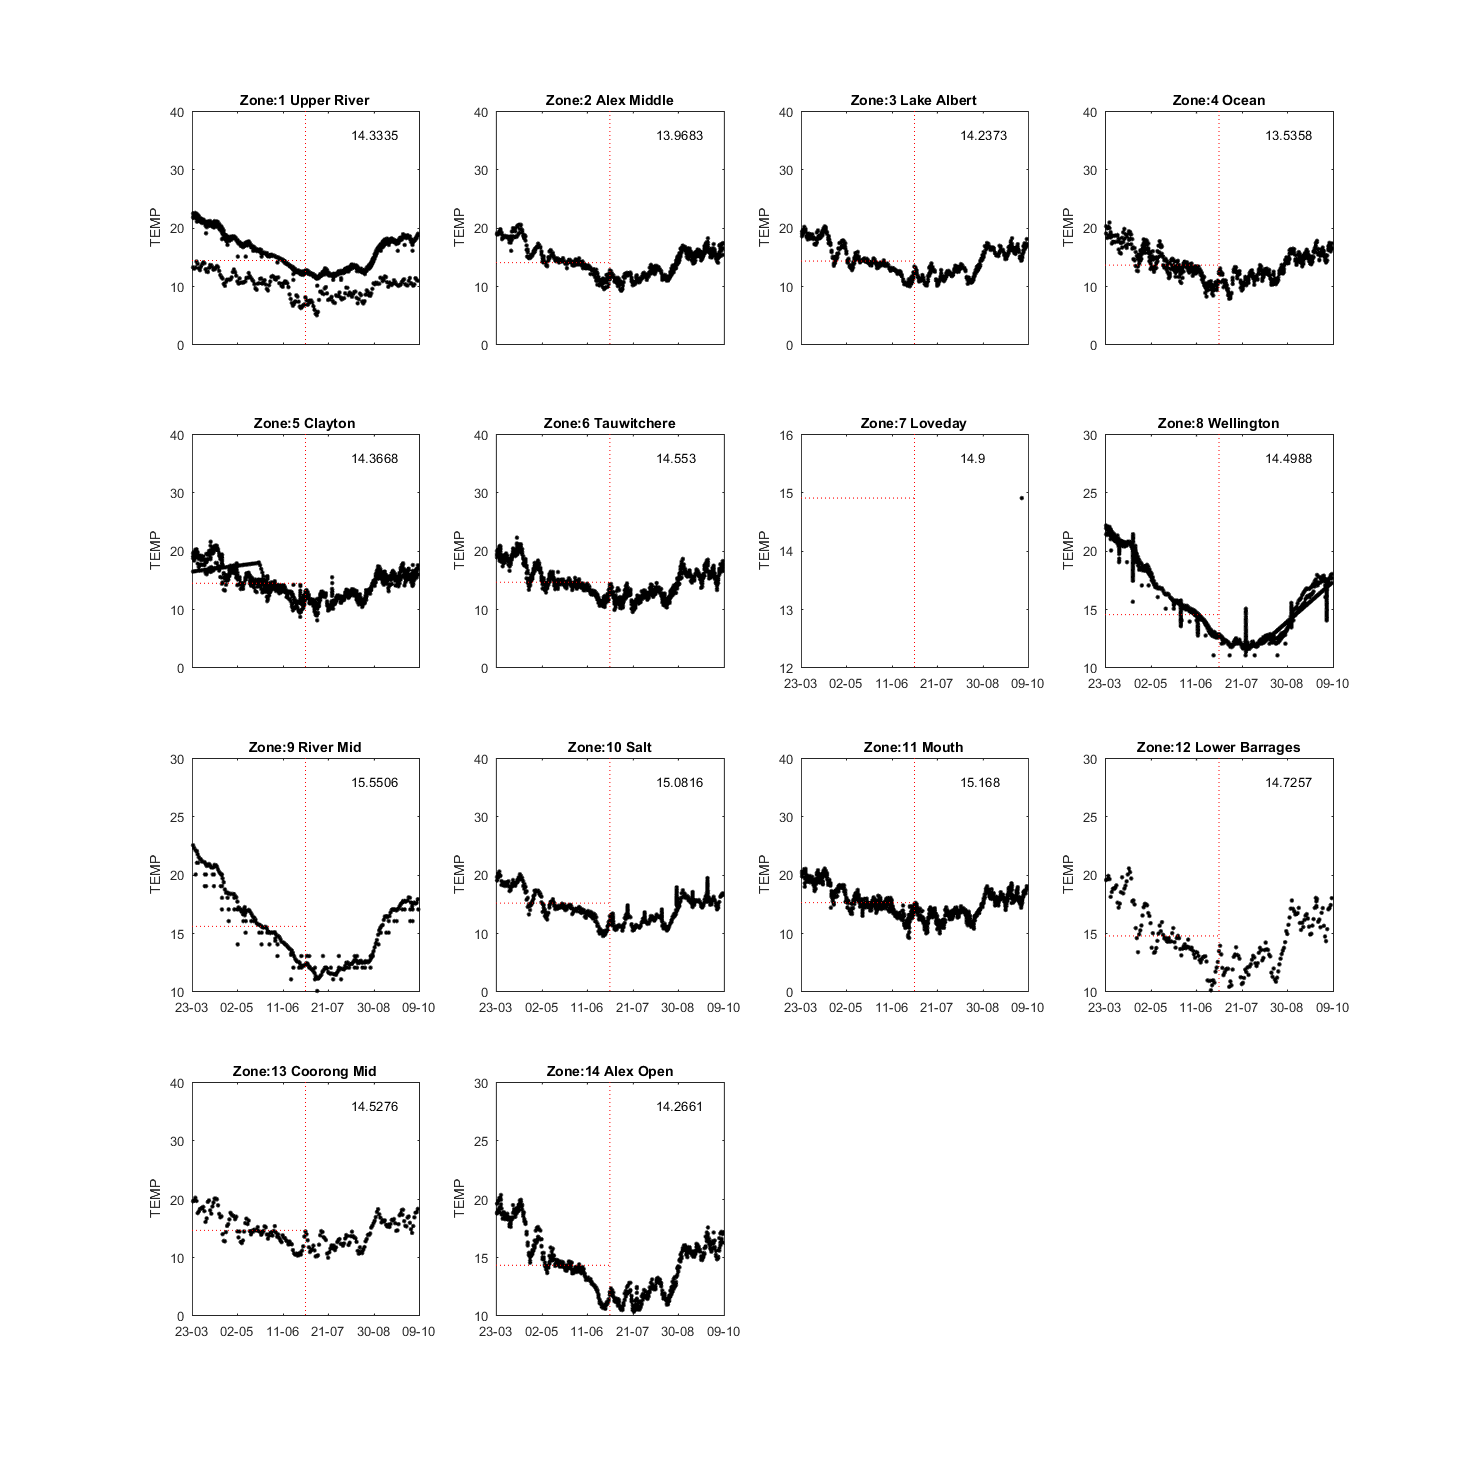 Zone:1 Upper River
14.3335
40
30
20
10
0
TEMP
Zone:2 Alex Middle
13.9683
40
30
20
10
0
TEMP
Zone:3 Lake Albert
14.2373
40
30
20
10
0
TEMP
Zone:4 Ocean
13.5358
40
30
20
10
0
TEMP
Zone:5 Clayton
14.3668
40
30
20
10
0
TEMP
Zone:6 Tauwitchere
14.553
40
30
20
10
0
TEMP
Zone:7 Loveday
14.9
16
15
14
13
12
TEMP
23-03 02-05 11-06 21-07 30-08 09-10
Zone:8 Wellington
14.4988
30
25
20
15
10
TEMP
23-03 02-05 11-06 21-07 30-08 09-10
Zone:9 River Mid
15.5506
30
25
20
15
10
TEMP
23-03 02-05 11-06 21-07 30-08 09-10
Zone:10 Salt
15.0816
40
30
20
10
0
TEMP
23-03 02-05 11-06 21-07 30-08 09-10
Zone:11 Mouth
15.168
40
30
20
10
0
TEMP
23-03 02-05 11-06 21-07 30-08 09-10
Zone:12 Lower Barrages
14.7257
30
25
20
15
10
TEMP
23-03 02-05 11-06 21-07 30-08 09-10
Zone:13 Coorong Mid
14.5276
40
30
20
10
0
TEMP
23-03 02-05 11-06 21-07 30-08 09-10
Zone:14 Alex Open
14.2661
30
25
20
15
10
TEMP
23-03 02-05 11-06 21-07 30-08 09-10